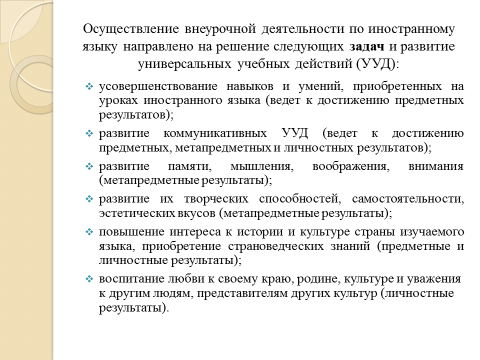 Осуществление внеурочной деятельности по иностранному
языку направлено на решение следующих задач и развитие
универсальных учебных действий (УУД):
усовершенствование навыков и умений, приобретенных на
уроках иностранного языка (ведет к достижению предметных
результатов);
развитие коммуникативных УУД (ведет к достижению
предметных, метапредметных и личностных результатов);
развитие памяти, мышления, воображения, внимания
(метапредметные результаты);
развитие их творческих способностей, самостоятельности,
эстетических вкусов (метапредметные результаты);
повышение интереса к истории и культуре страны изучаемого
языка, приобретение страноведческих знаний (предметные и
личностные результаты);
воспитание любви к своему краю, родине, культуре и уважения
к другим людям, представителям других культур (личностные
результаты).